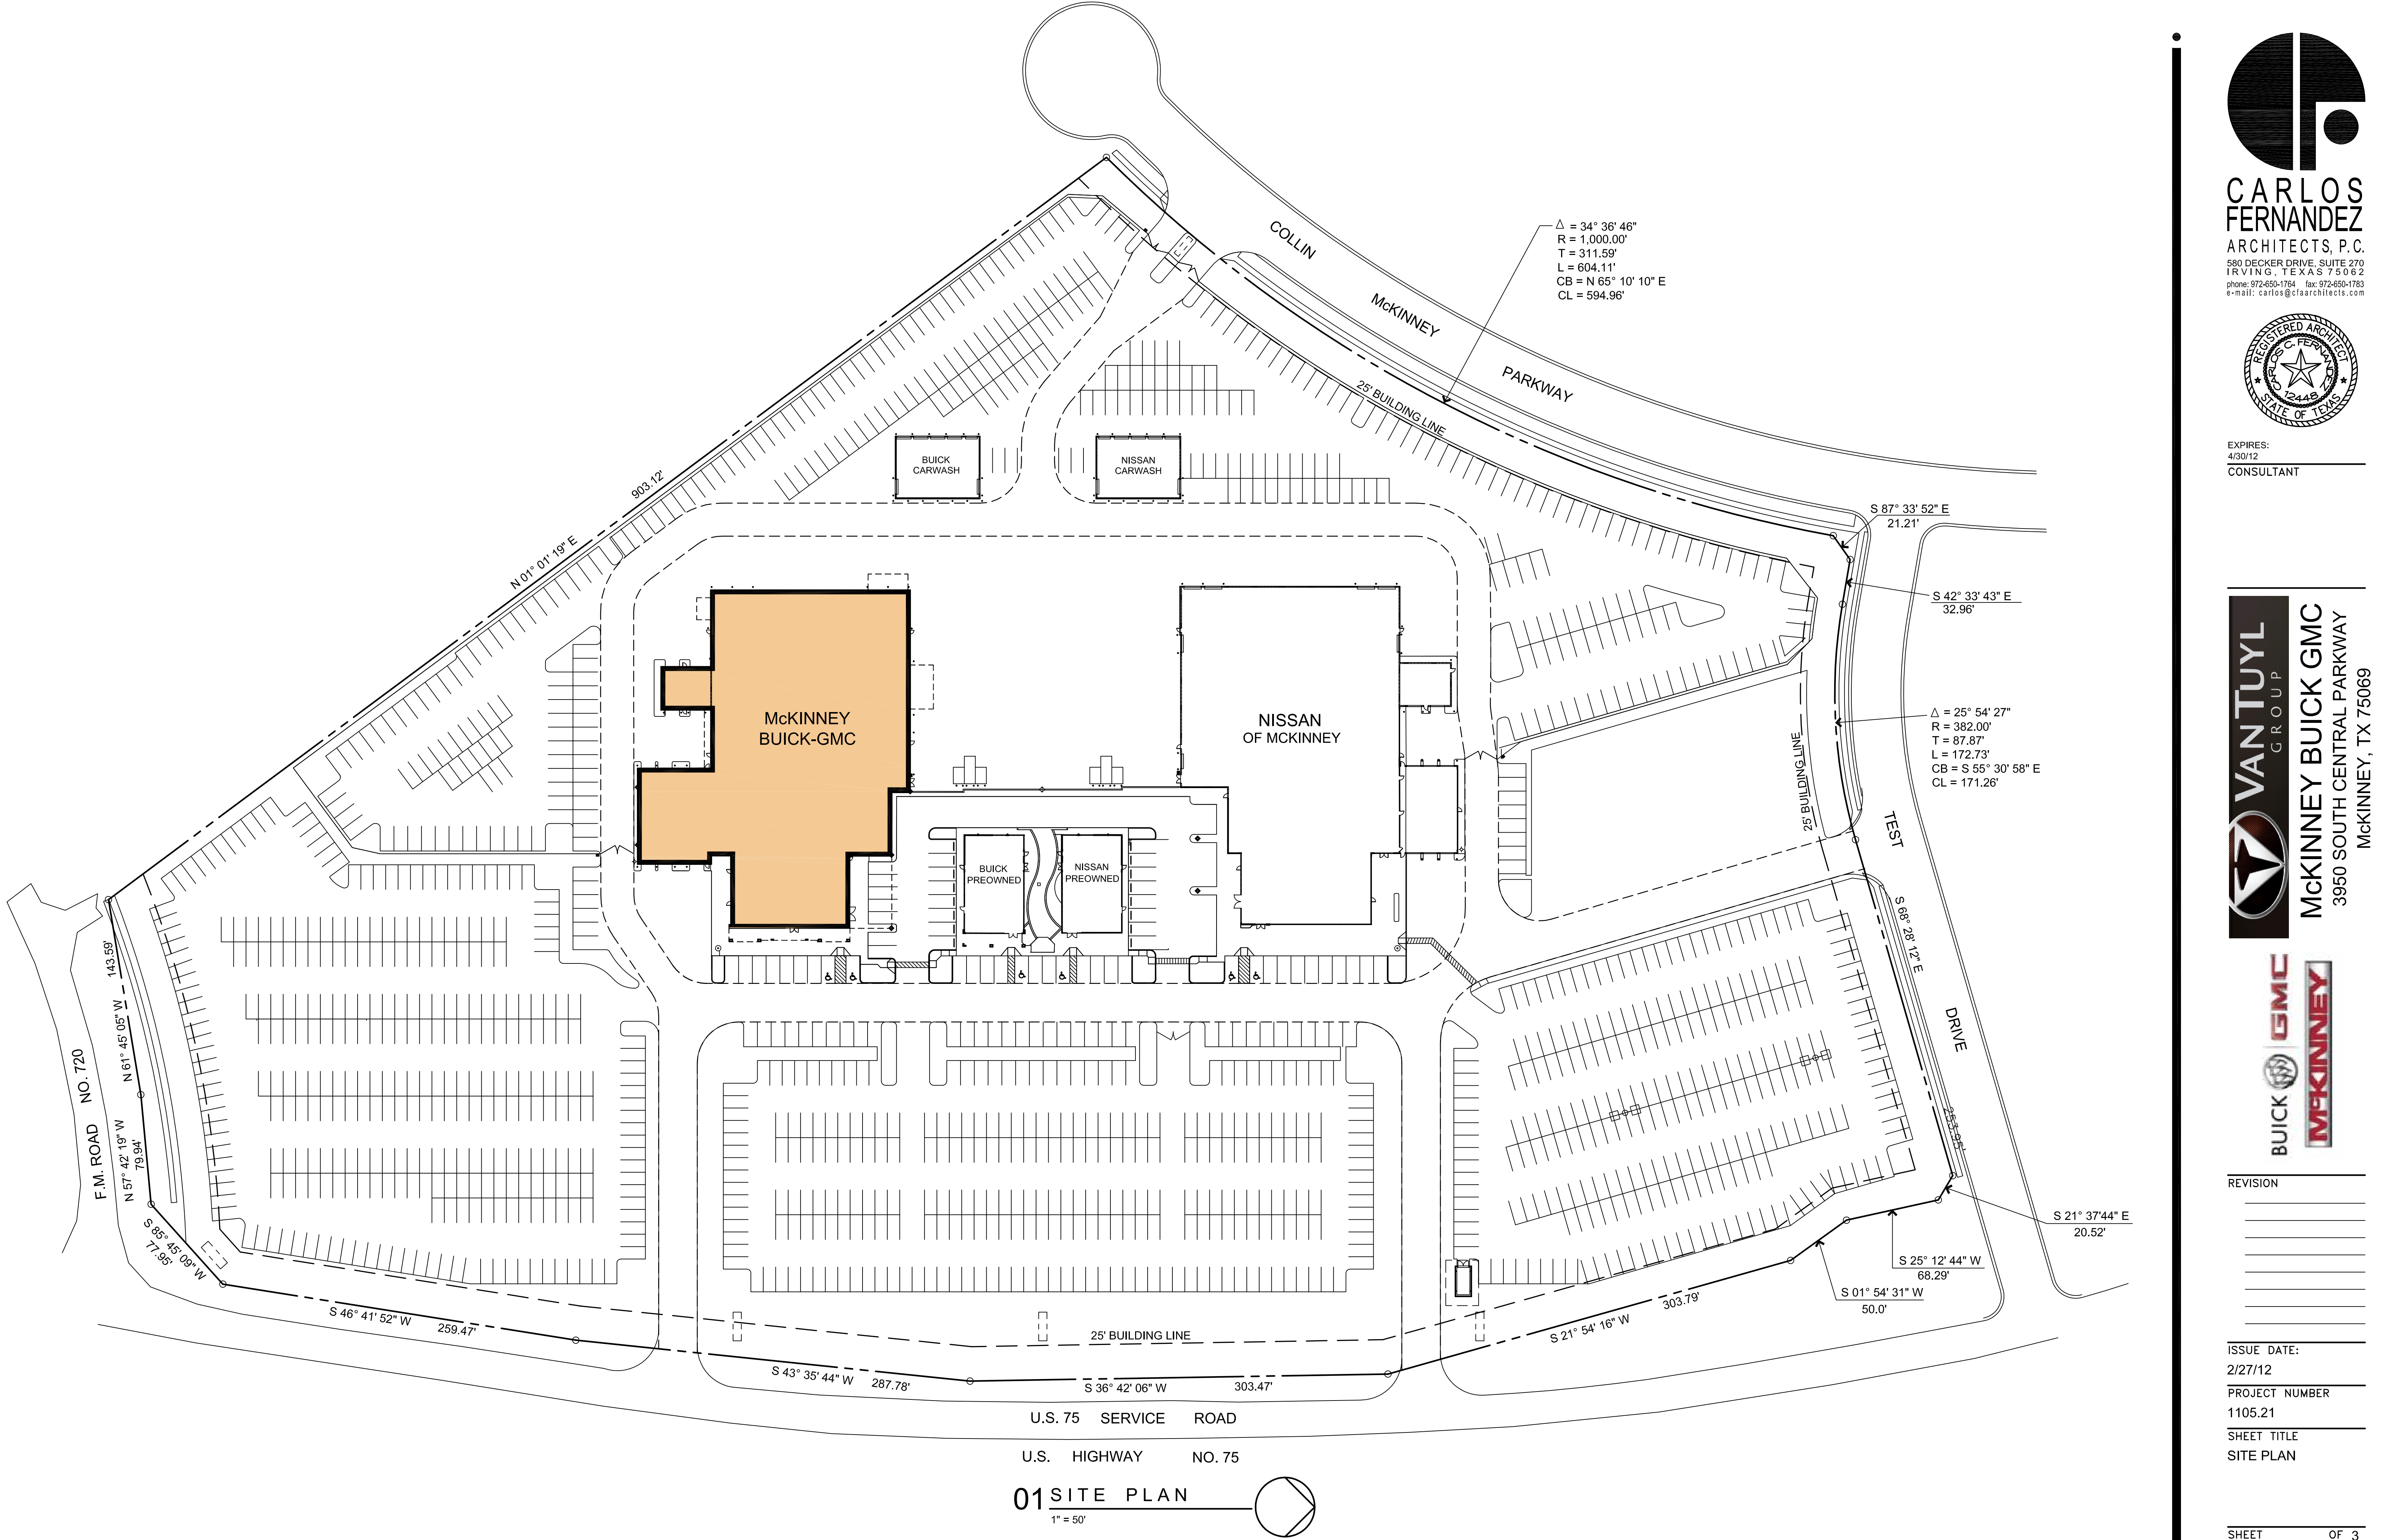 COLLIN
McKINNEY
PARKWAY
Δ = 34° 36' 46"
R = 1,000.00'
T = 311.59'
L = 604.11'
CB = N 65° 10' 10" E
CL = 594.96'
25' BUILDING LINE
903.12'
N 01° 01' 19" E
BUICK
CARWASH
NISSAN
CARWASH
S 87° 33' 52" E
21.21'
S 42° 33' 43" E
32.96'
McKINNEY
BUICK-GMC
NISSAN
OF MCKINNEY
Δ = 25° 54' 27"
R = 382.00'
T = 87.87'
L = 172.73'
CB = S 55° 30' 58" E
CL = 171.26'
25' BUILDING LINE
TEST
DRIVE
BUICK
PREOWNED
NISSAN
PREOWNED
S 68° 28' 12" E
253.95'
143.59'
N 61° 45' 05" W
F.M. ROAD NO. 720
N 57° 42' 19" W
79.94'
S 85° 45' 09" W
77.95'
S 46° 41' 52" W
259.47'
S 43° 35' 44" W
287.78'
25' BUILDING LINE
S 36° 42' 06" W
303.47'
S 21° 54' 16" W
303.79'
S 01° 54' 31" W
50.0'
S 25° 12' 44" W
68.29'
S 21° 37'44" E
20.52'
U.S. 75 SERVICE ROAD
U.S. HIGHWAY NO. 75
01 SITE PLAN
1" = 50'
CARLOS
FERNANDEZ
ARCHITECTS, P.C.
580 DECKER DRIVE, SUITE 270
IRVING, TEXAS 75062
phone: 972-650-1764 fax: 972-650-1783
e-mail: carlos@cfaarchitects.com
REGISTERED ARCHITECT
CARLOS C. FERNANDEZ
12448
STATE OF TEXAS
EXPIRES:
4/30/12
CONSULTANT
VAN TUYL
GROUP
McKINNEY BUICK GMC
3950 SOUTH CENTRAL PARKWAY
McKINNEY, TX 75069
BUICK GMC
McKINNEY
REVISION
ISSUE DATE:
2/27/12
PROJECT NUMBER
1105.21
SHEET TITLE
SITE PLAN
SHEET OF 3